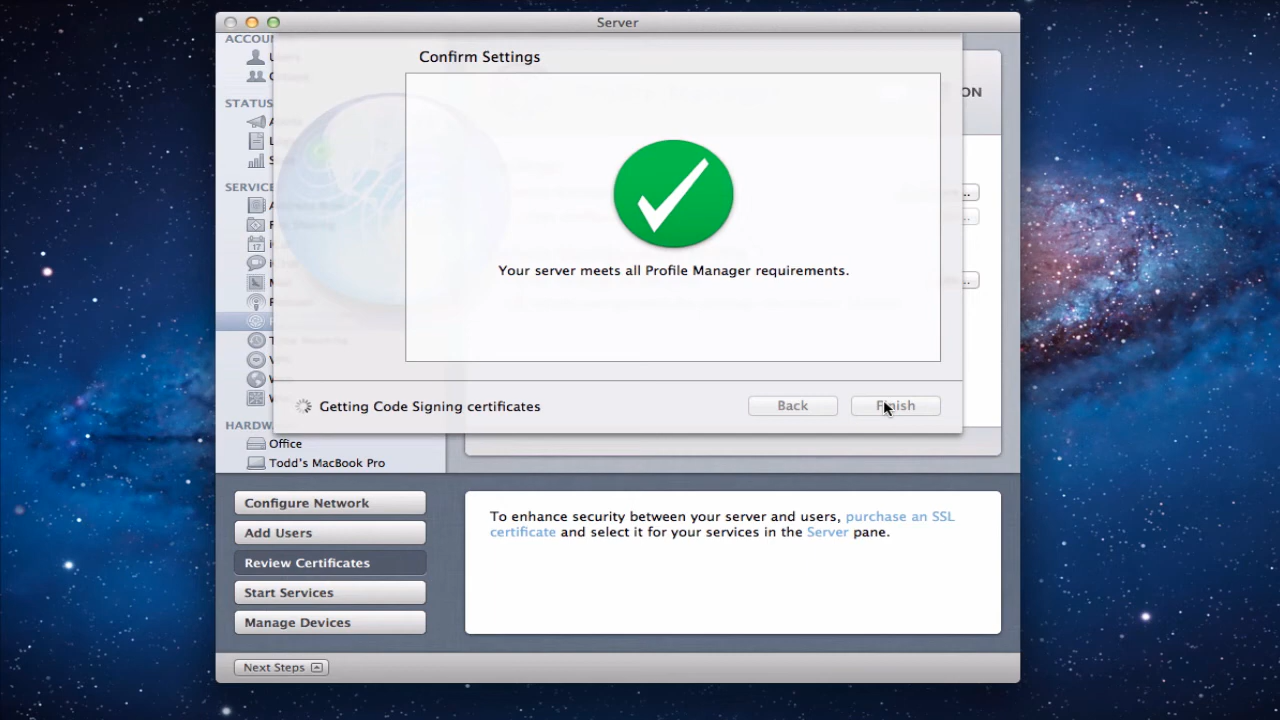 Server
ACCOU
Confirm Settings
ON
STATUS
SERVICE
17
Your server meets all Profile Manager requirements.
Getting Code Signing certificates
Back
Finish
HARDW
Office
Todd's MacBook Pro
Configure Network
Add Users
Review Certificates
Start Services
Manage Devices
To enhance security between your server and users, purchase an SSL
certificate and select it for your services in the Server pane.
Next Steps